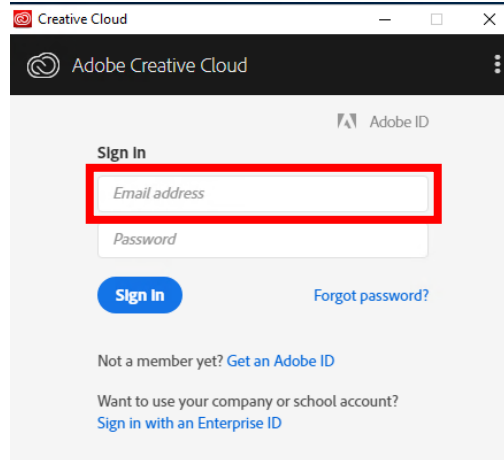 Creative Cloud
Adobe Creative Cloud
Adobe ID
Sign in
Email address
Password
Sign In
Forgot password?
Not a member yet? Get an Adobe ID
Want to use your company or school account?
Sign in with an Enterprise ID